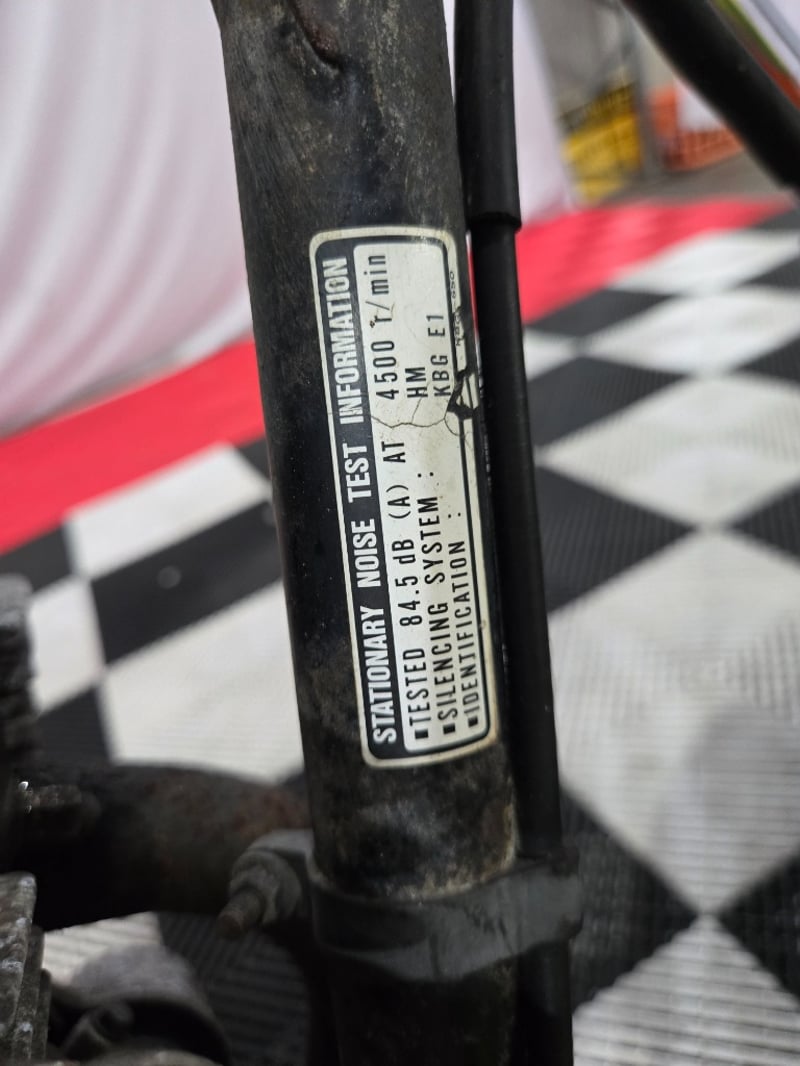 STATIONARY NOISE TEST INFORMATION
▪TESTED 84.5 dB (A) AT 4500 r/min
▪SILENCING SYSTEM : HM
▪IDENTIFICATION : KBG E1